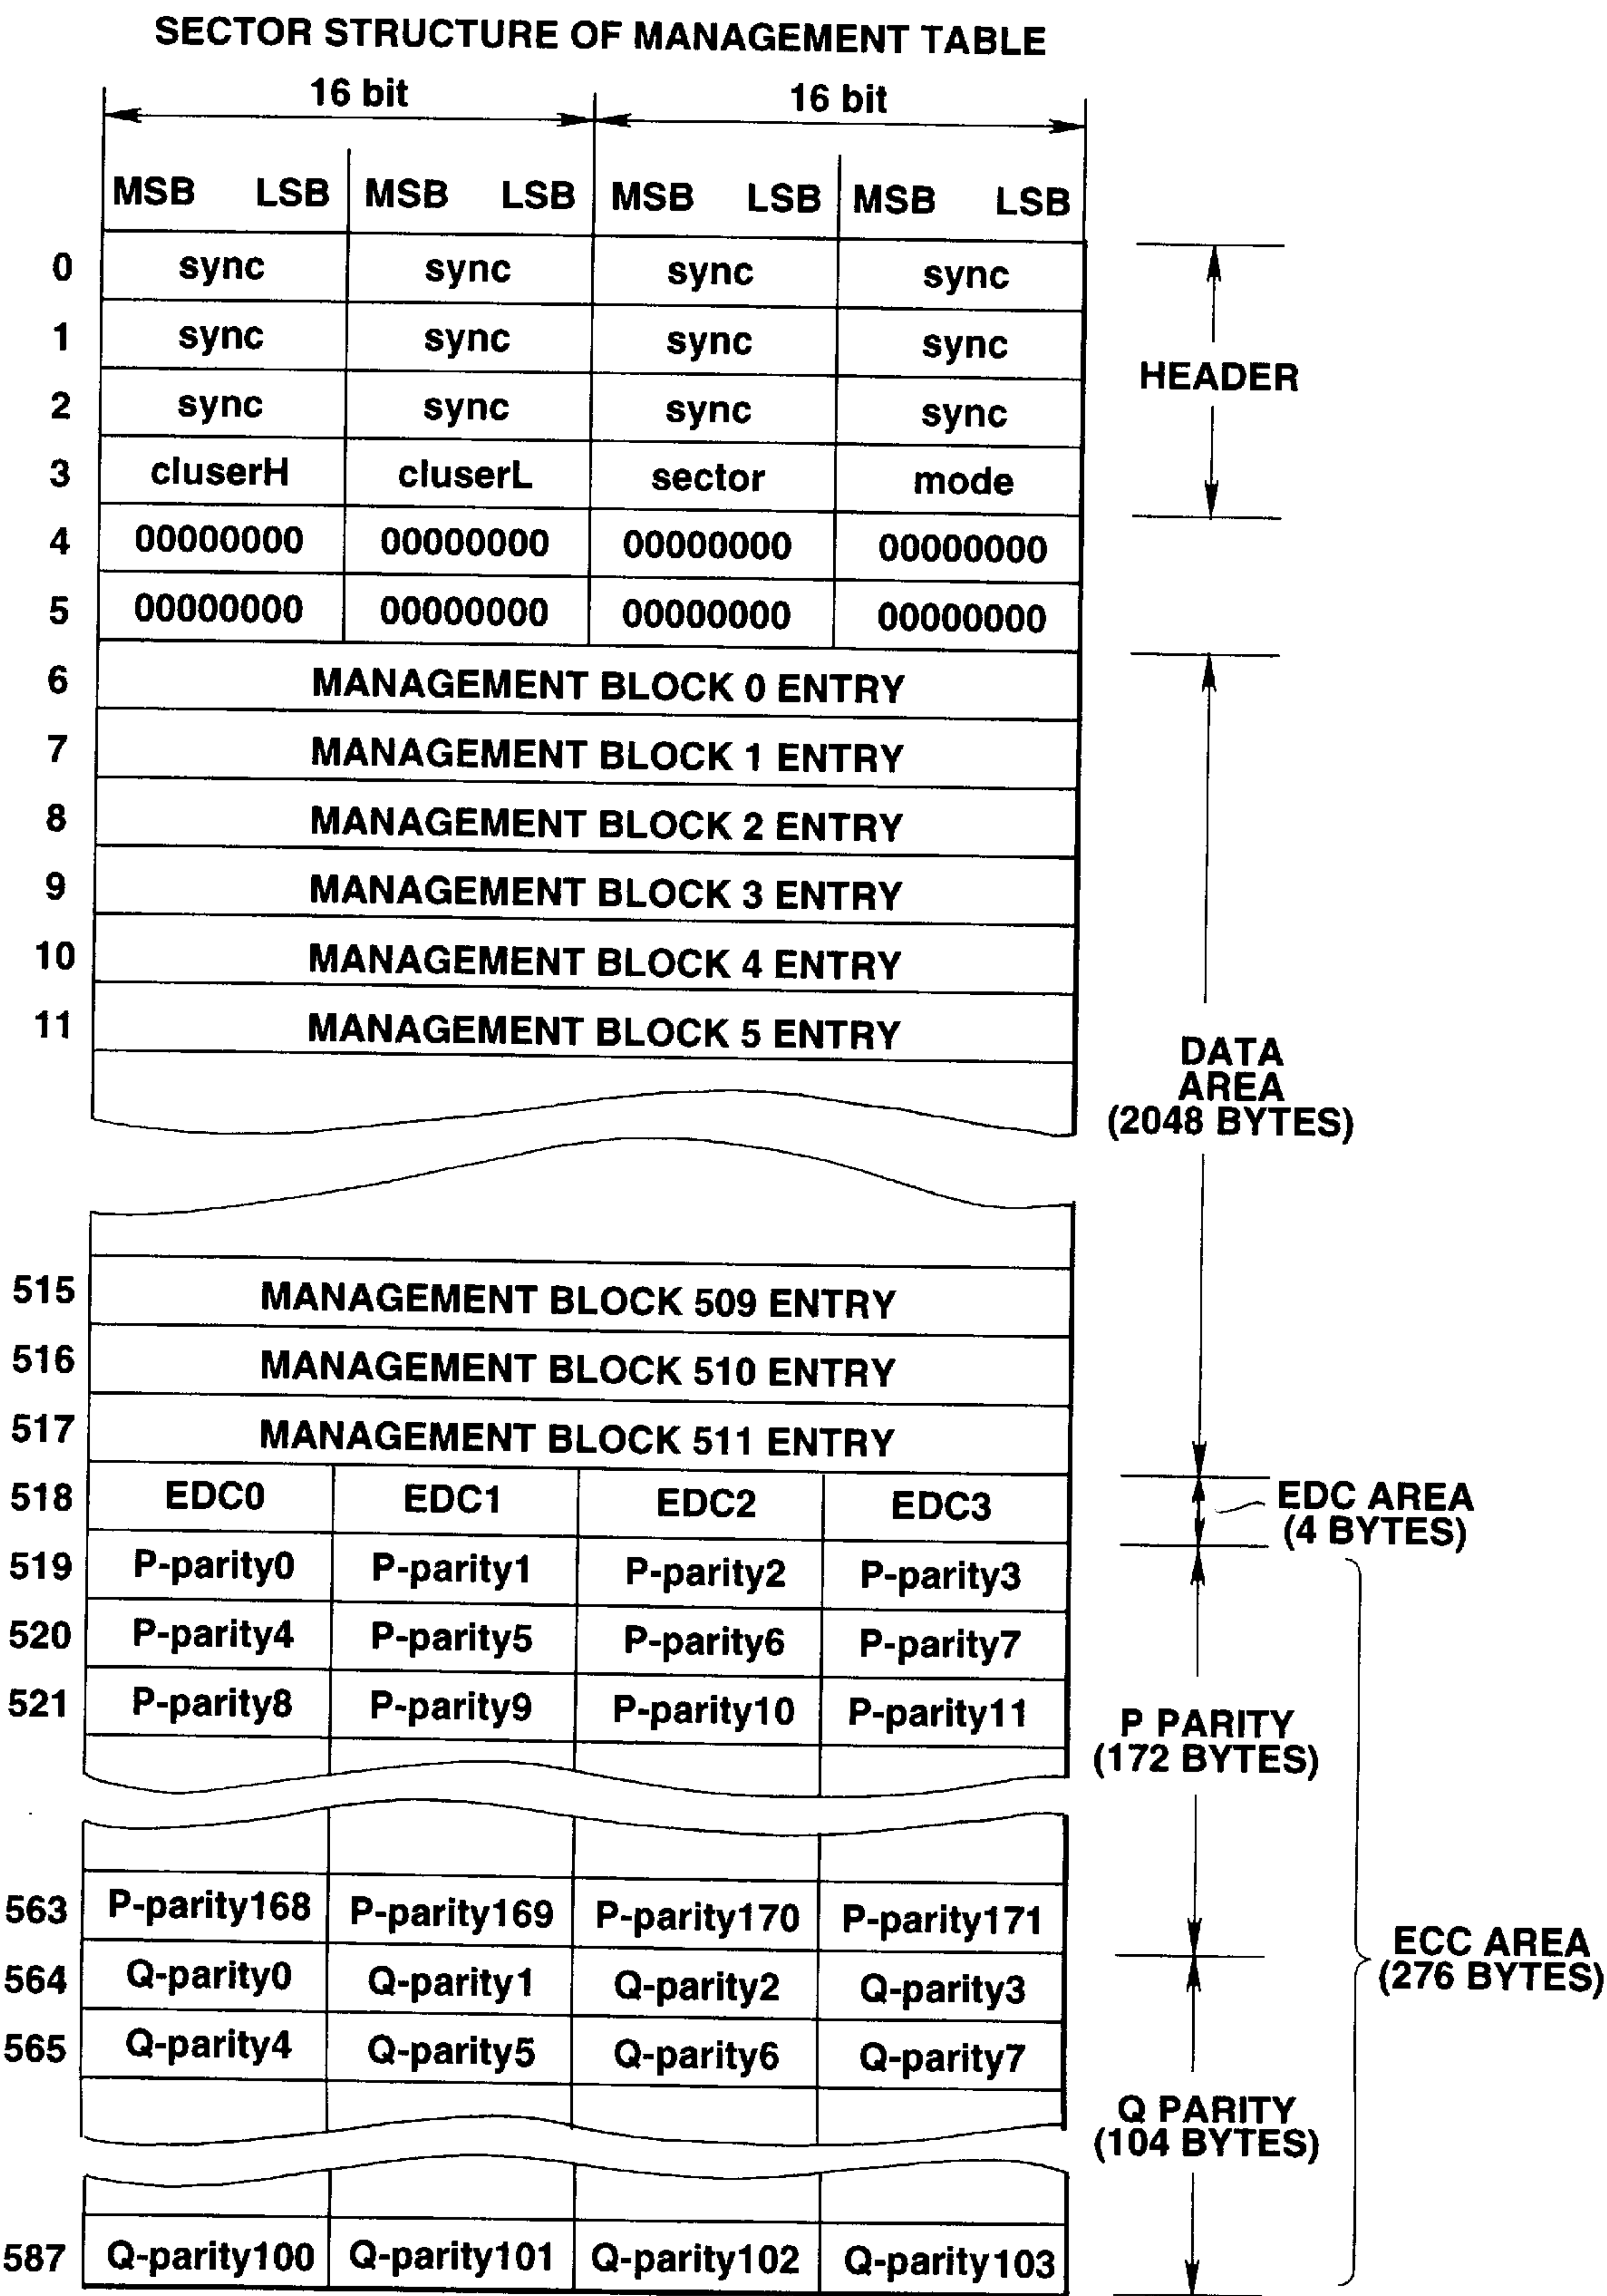 SECTOR STRUCTURE OF MANAGEMENT TABLE
16 bit 16 bit
MSB LSB MSB LSB MSB LSB MSB LSB
0 sync sync sync sync
1 sync sync sync sync
2 sync sync sync sync
HEADER
3 cluserH cluserL sector mode
4 00000000 00000000 00000000 00000000
5 00000000 00000000 00000000 00000000
6 MANAGEMENT BLOCK 0 ENTRY
7 MANAGEMENT BLOCK 1 ENTRY
8 MANAGEMENT BLOCK 2 ENTRY
9 MANAGEMENT BLOCK 3 ENTRY
10 MANAGEMENT BLOCK 4 ENTRY
11 MANAGEMENT BLOCK 5 ENTRY
DATA
AREA
(2048 BYTES)
515 MANAGEMENT BLOCK 509 ENTRY
516 MANAGEMENT BLOCK 510 ENTRY
517 MANAGEMENT BLOCK 511 ENTRY
518 EDC0 EDC1 EDC2 EDC3
EDC AREA
(4 BYTES)
519 P-parity0 P-parity1 P-parity2 P-parity3
520 P-parity4 P-parity5 P-parity6 P-parity7
521 P-parity8 P-parity9 P-parity10 P-parity11
P PARITY
(172 BYTES)
563 P-parity168 P-parity169 P-parity170 P-parity171
564 Q-parity0 Q-parity1 Q-parity2 Q-parity3
565 Q-parity4 Q-parity5 Q-parity6 Q-parity7
ECC AREA
(276 BYTES)
Q PARITY
(104 BYTES)
587 Q-parity100 Q-parity101 Q-parity102 Q-parity103